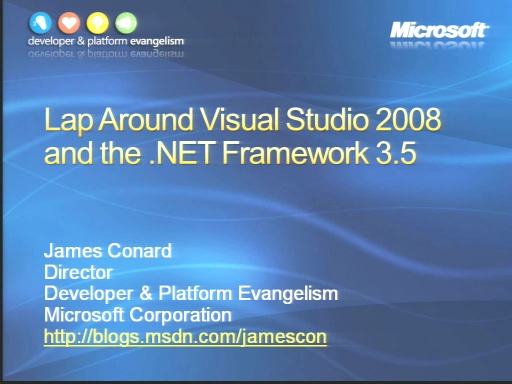 developer & platform evangelism
Microsoft
Lap Around Visual Studio 2008
and the .NET Framework 3.5
James Conard
Director
Developer & Platform Evangelism
Microsoft Corporation
http://blogs.msdn.com/jamescon